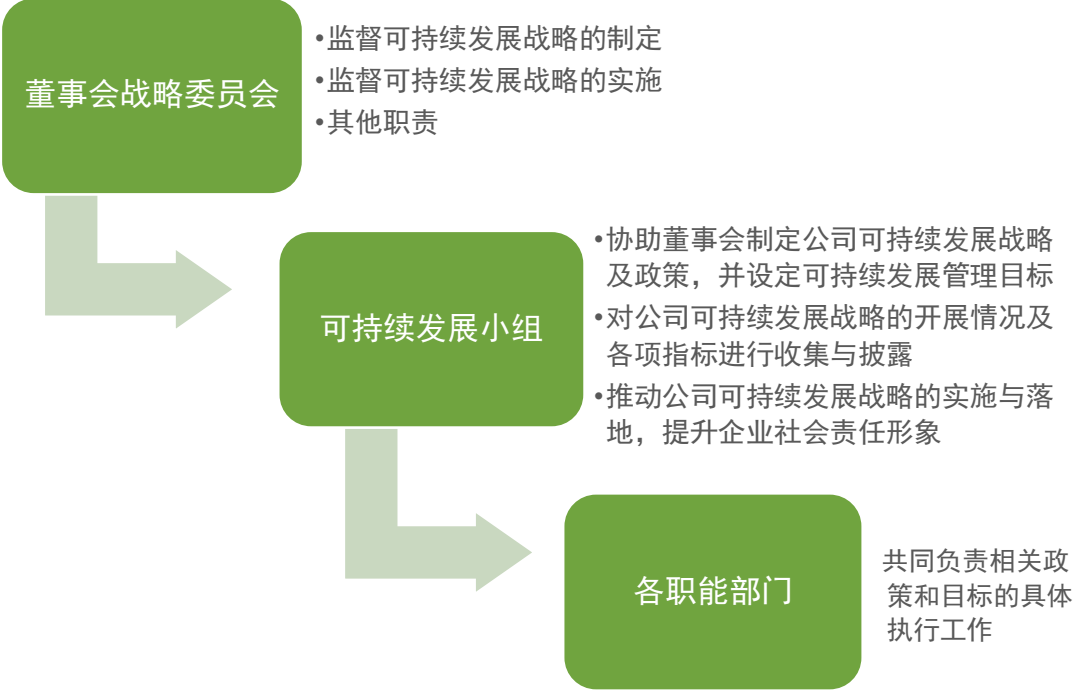 董事会战略委员会
•监督可持续发展战略的制定
•监督可持续发展战略的实施
•其他职责
可持续发展小组
•协助董事会制定公司可持续发展战略
及政策，并设定可持续发展管理目标
•对公司可持续发展战略的开展情况及
各项指标进行收集与披露
•推动公司可持续发展战略的实施与落
地，提升企业社会责任形象
各职能部门
共同负责相关政
策和目标的具体
执行工作